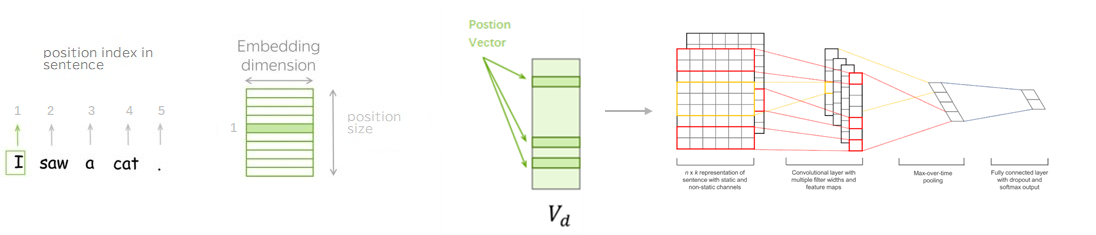 position index in
sentence
1 2 3 4 5
I saw a cat .
Embedding
dimension
1
position
size
Postion
Vector
V_d
n x k representation of
sentence with static and
non-static channels
Convolutional layer with
multiple filter widths and
feature maps
Max-over-time
pooling
Fully connected layer
with dropout and
softmax output